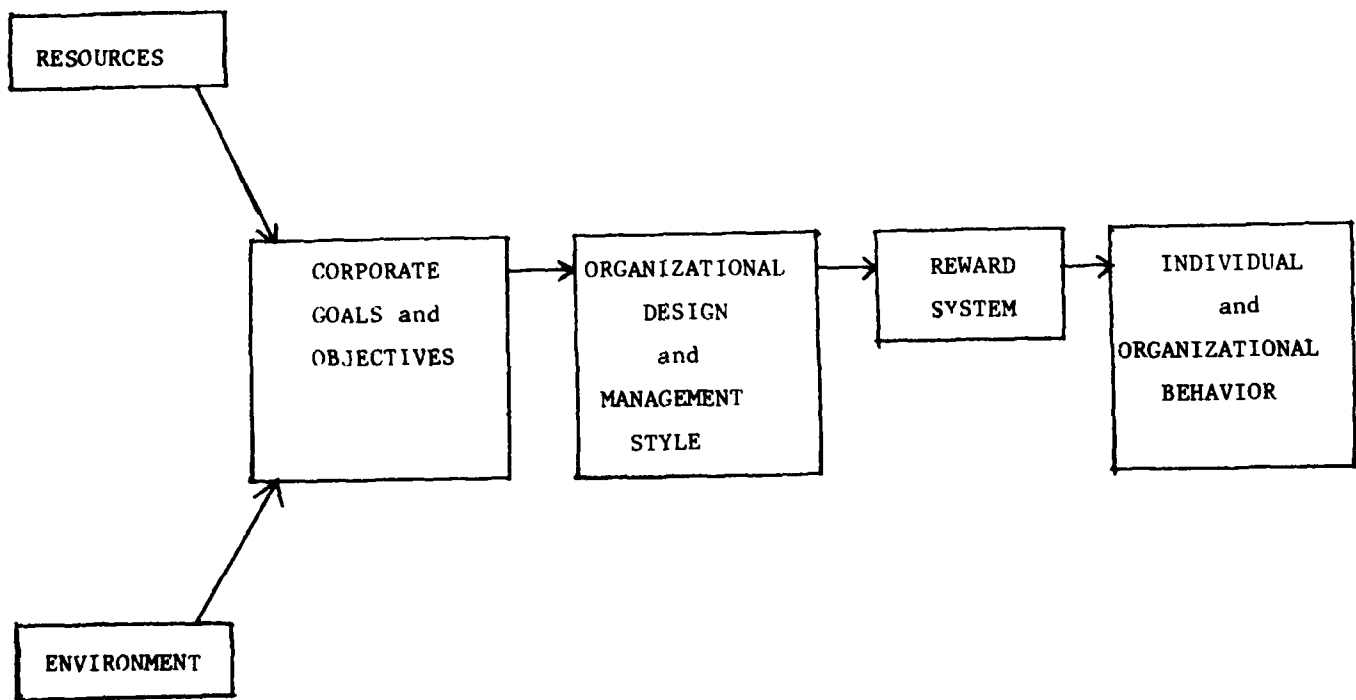 RESOURCES
CORPORATE
GOALS and
OBJECTIVES
ORGANIZATIONAL
DESIGN
and
MANAGEMENT
STYLE
REWARD
SYSTEM
INDIVIDUAL
and
ORGANIZATIONAL
BEHAVIOR
ENVIRONMENT